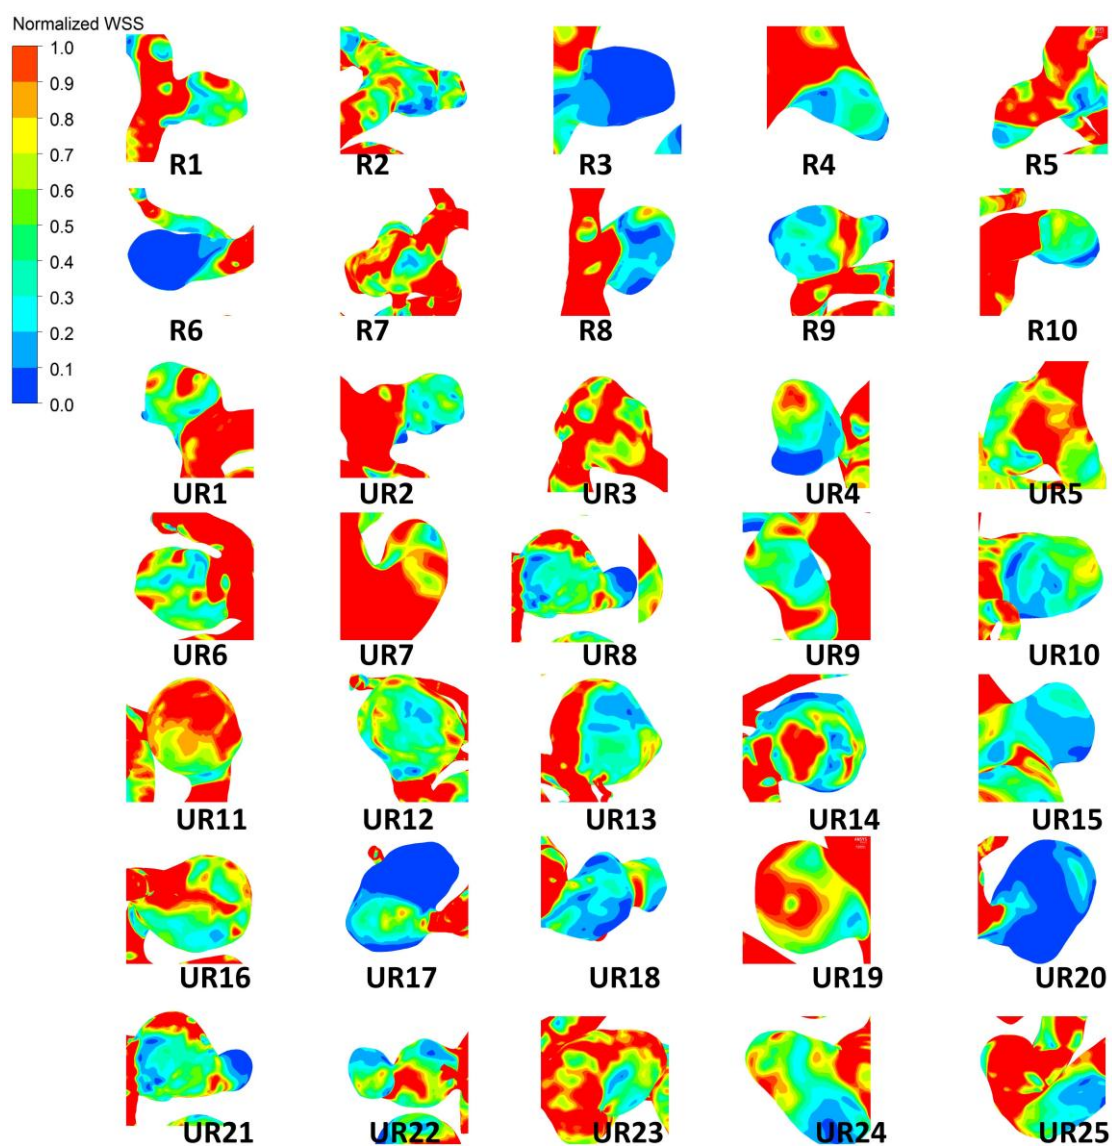 Normalized WSS
1.0
0.9
0.8
0.7
0.6
0.5
0.4
0.3
0.2
0.1
0.0
R1 R2 R3 R4 R5
R6 R7 R8 R9 R10
UR1 UR2 UR3 UR4 UR5
UR6 UR7 UR8 UR9 UR10
UR11 UR12 UR13 UR14 UR15
UR16 UR17 UR18 UR19 UR20
UR21 UR22 UR23 UR24 UR25